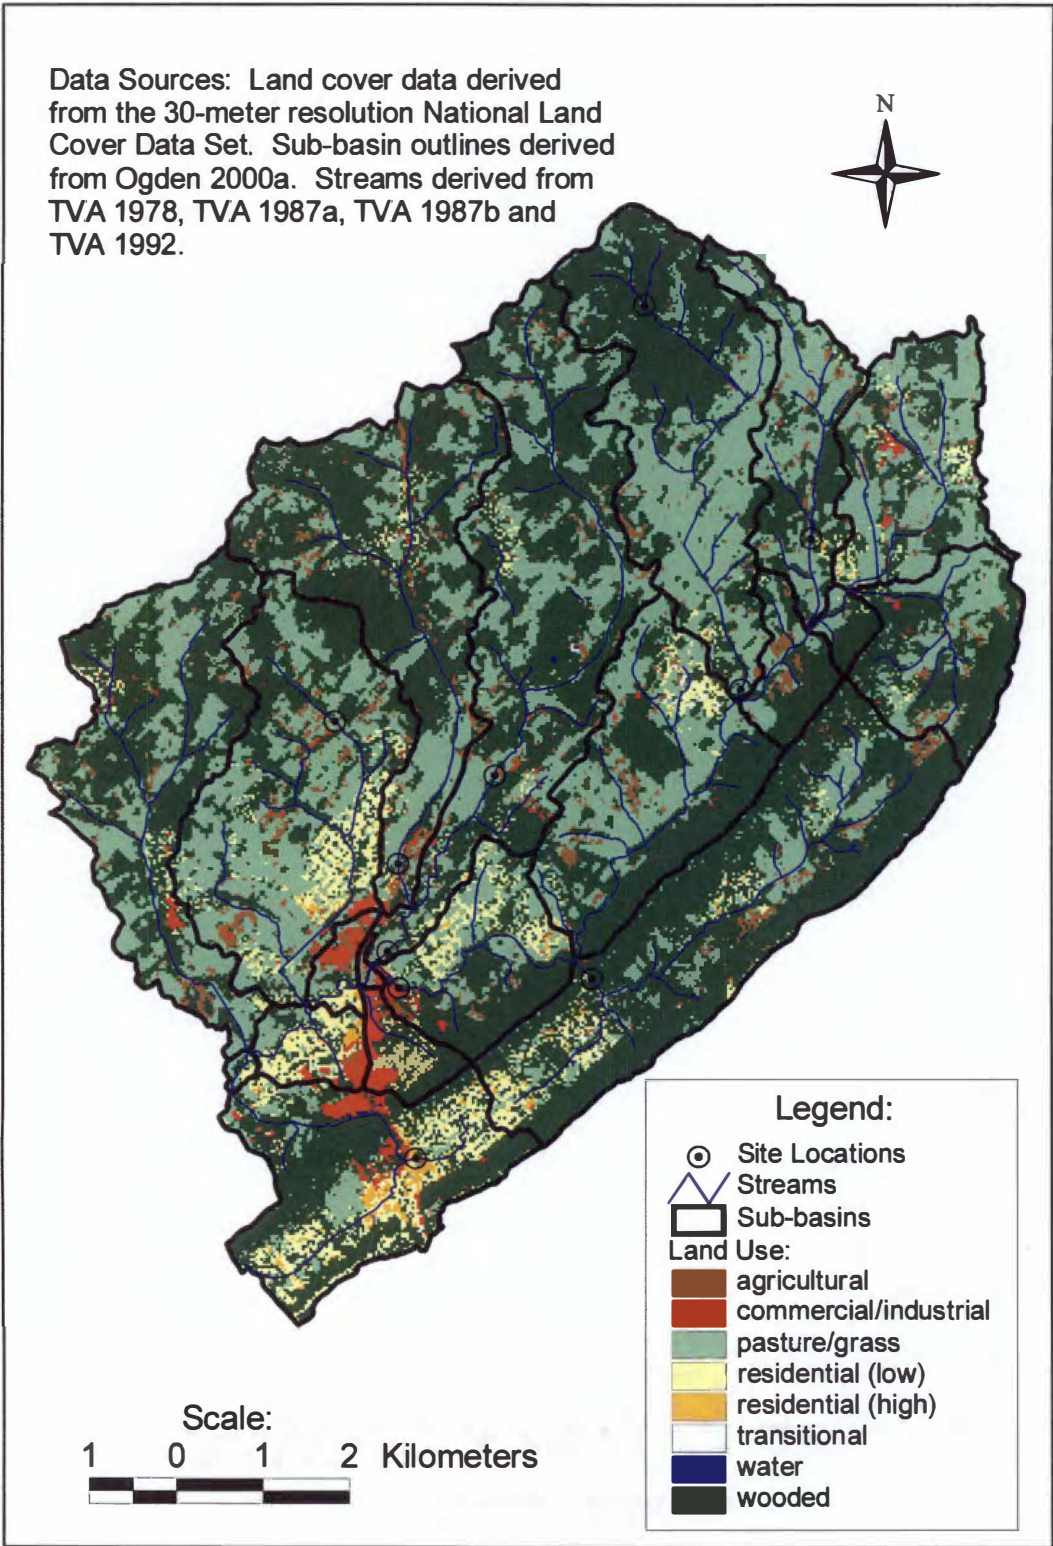 Data Sources: Land cover data derived
from the 30-meter resolution National Land
Cover Data Set. Sub-basin outlines derived
from Ogden 2000a. Streams derived from
TVA 1978, TVA 1987a, TVA 1987b and
TVA 1992.
N
Legend:
Site Locations
Streams
Sub-basins
Land Use:
agricultural
commercial/industrial
pasture/grass
residential (low)
residential (high)
transitional
water
wooded
Scale:
1 0 1 2 Kilometers